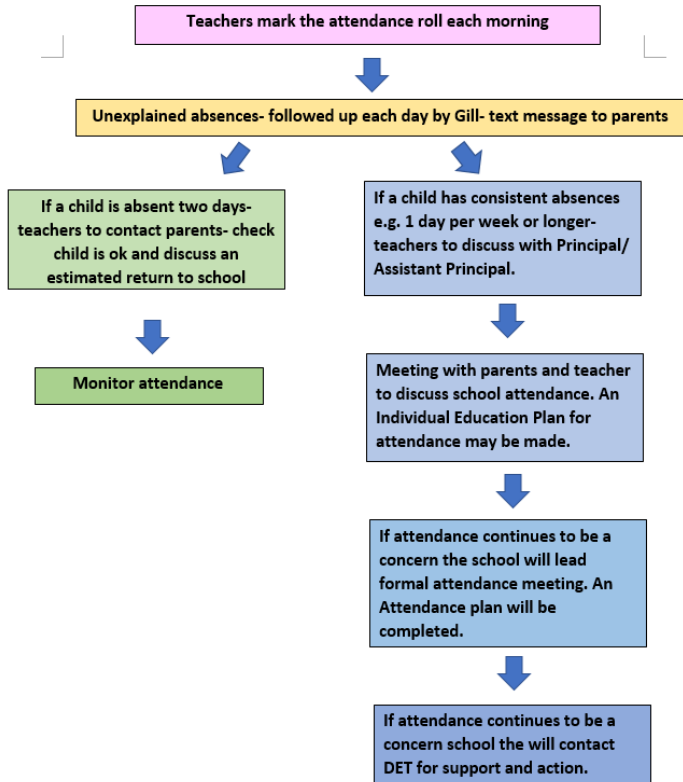 Teachers mark the attendance roll each morning
Unexplained absences- followed up each day by Gill- text message to parents
If a child is absent two days-
teachers to contact parents- check
child is ok and discuss an
estimated return to school
Monitor attendance
If a child has consistent absences
e.g. 1 day per week or longer-
teachers to discuss with Principal/
Assistant Principal.
Meeting with parents and teacher
to discuss school attendance. An
Individual Education Plan for
attendance may be made.
If attendance continues to be a
concern the school will lead
formal attendance meeting. An
Attendance plan will be
completed.
If attendance continues to be a
concern school the will contact
DET for support and action.